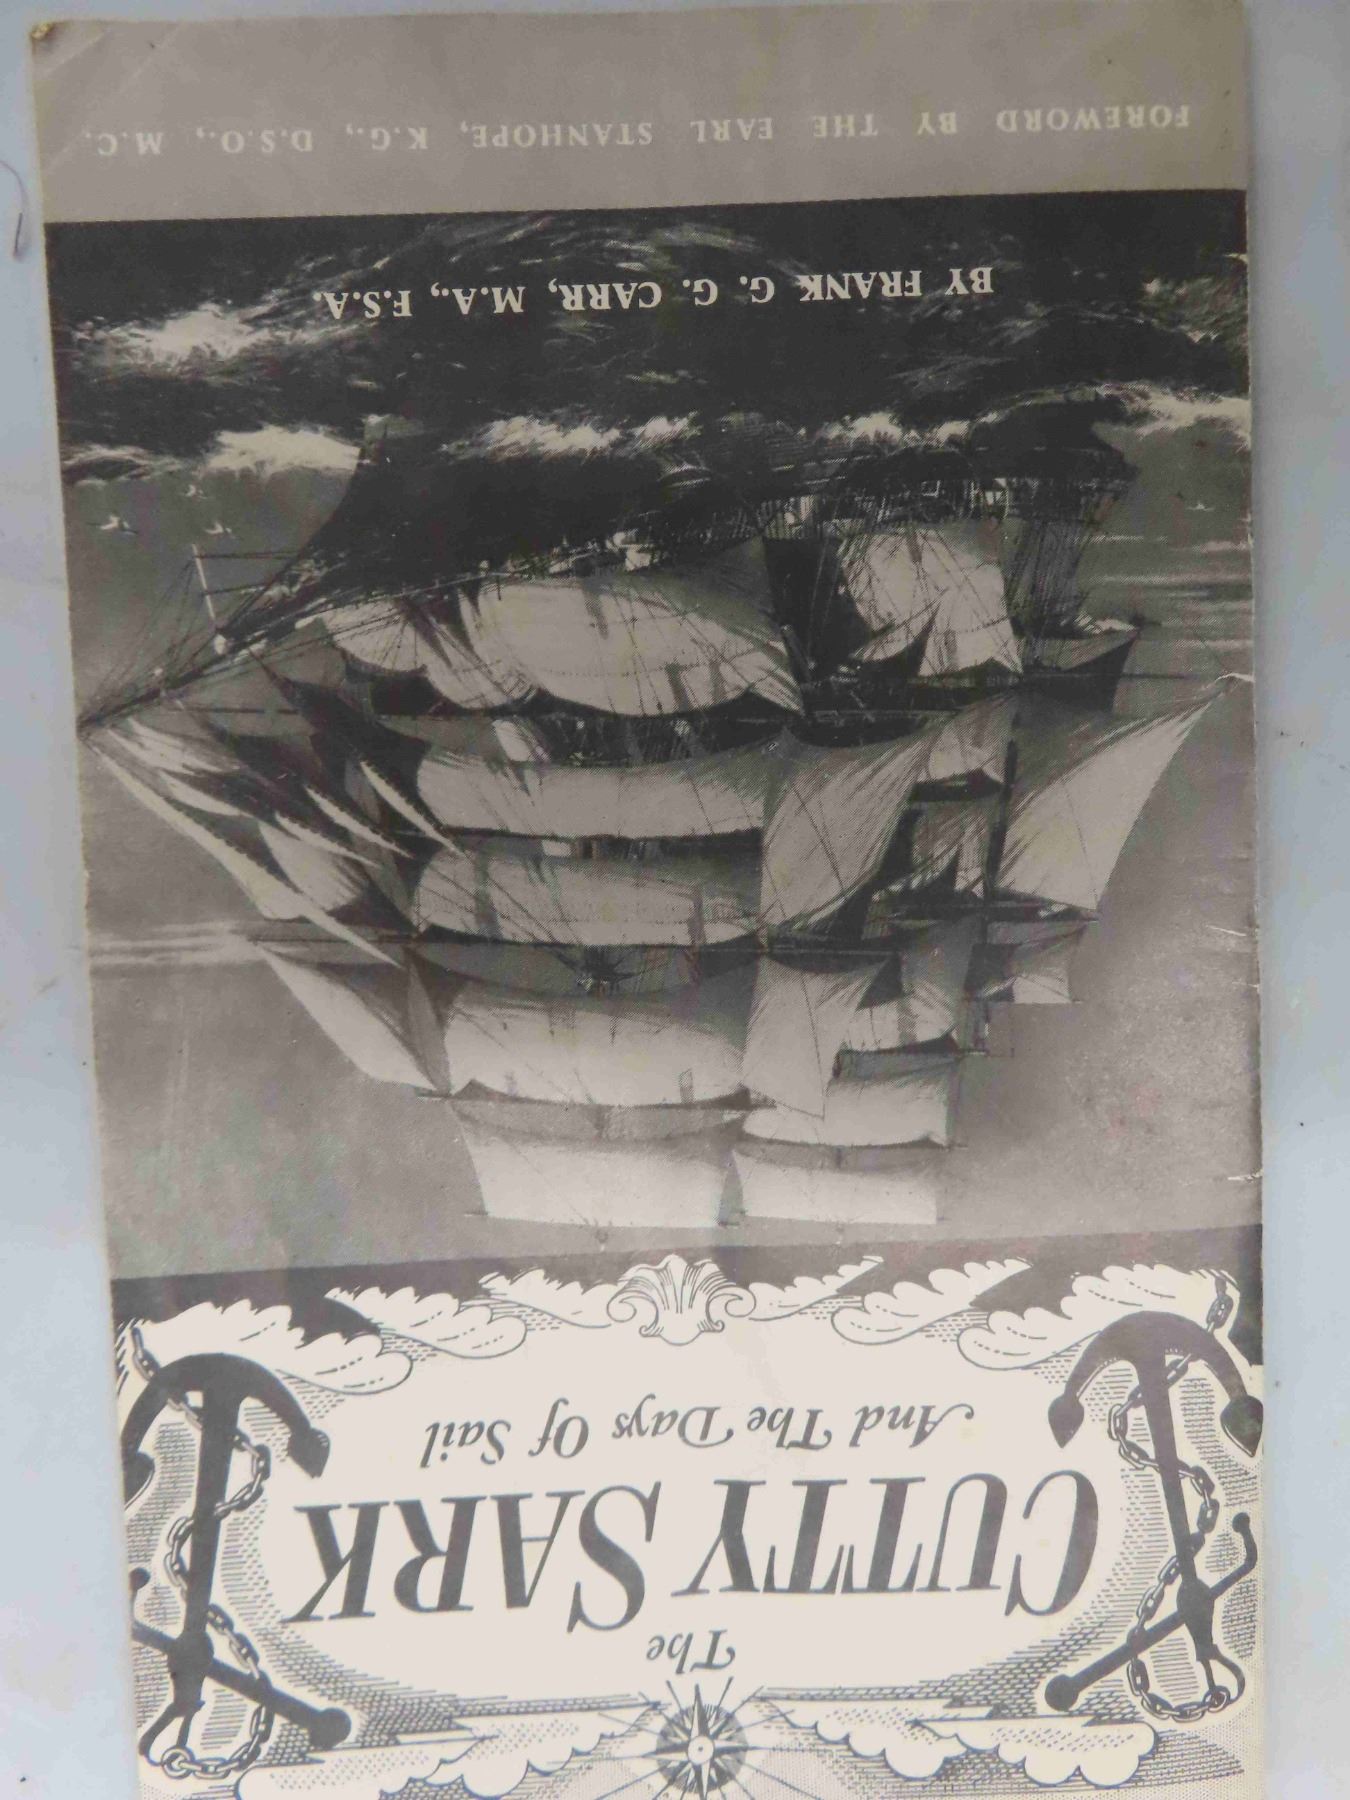 The
CUTTY SARK
And The Days Of Sail
BY FRANK G. G. CARR, M.A., F.S.A.
FOREWORD BY THE EARL STANHOPE, K.G., D.S.O., M.C.